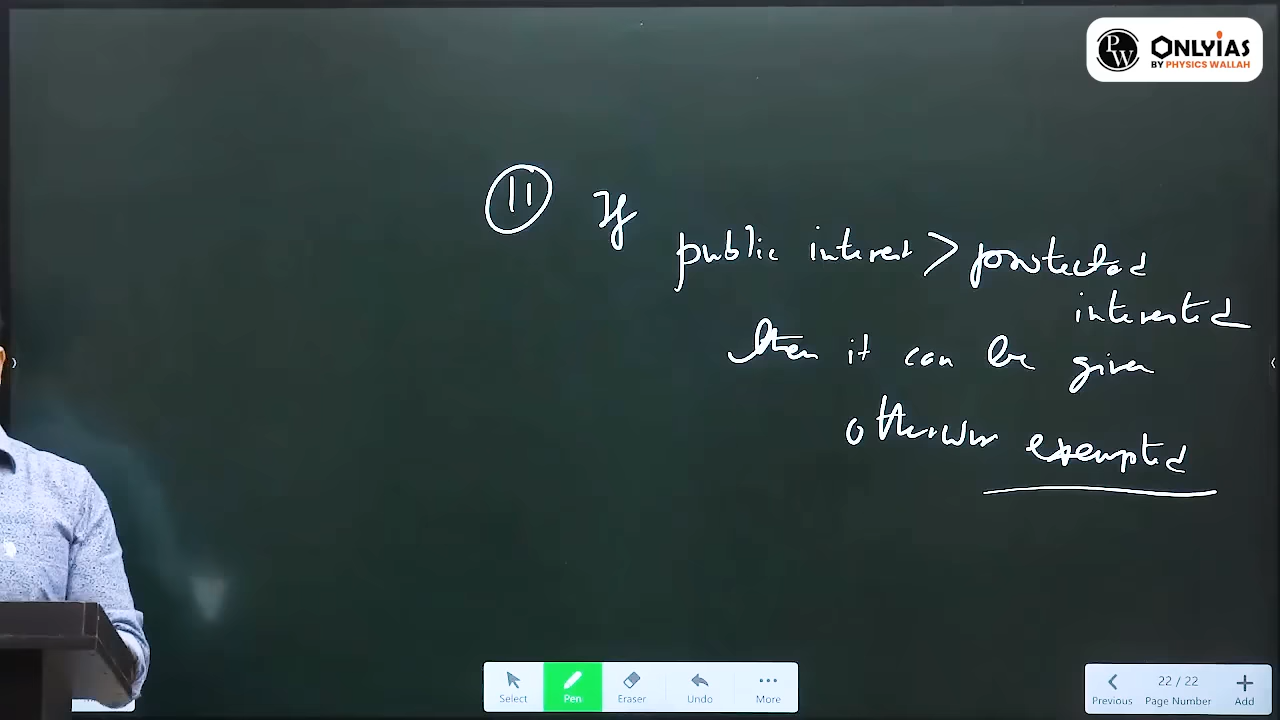 PW ONLYIAS
BY PHYSICS WALLAH
11 If
public interest > protected
interested
then it can be given
otherwise exempted
Select Pen Eraser Undo More
22 / 22
Previous Page Number Add